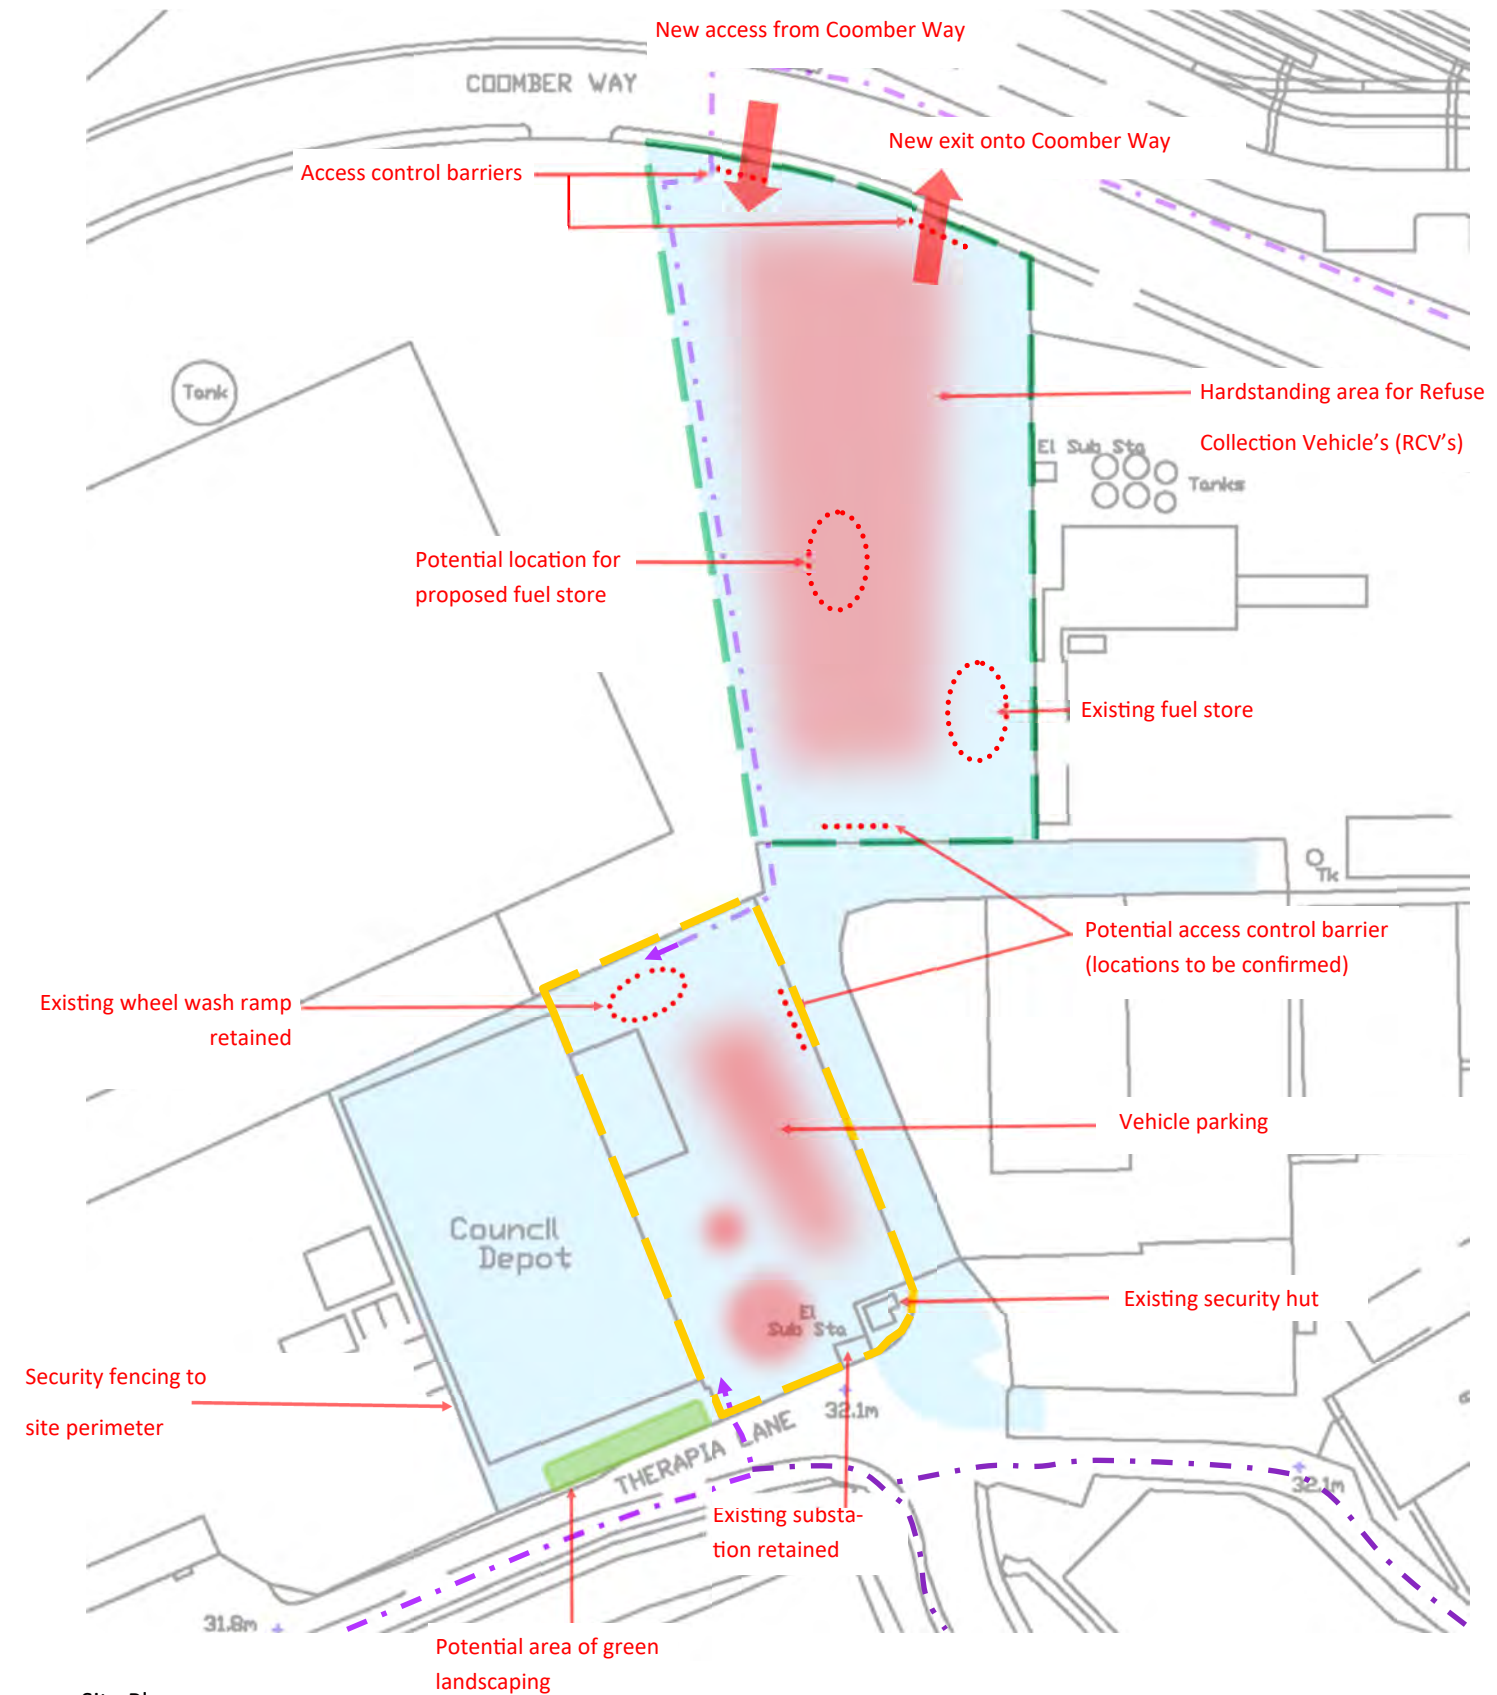 New access from Coomber Way
COOMBER WAY
New exit onto Coomber Way
Access control barriers
Tank
Hardstanding area for Refuse
Collection Vehicle's (RCV's)
El Sub Sta
Tanks
Potential location for
proposed fuel store
Existing fuel store
Tk
Potential access control barrier
(locations to be confirmed)
Existing wheel wash ramp
retained
Vehicle parking
Council
Depot
Existing security hut
El
Sub Sta
Security fencing to
site perimeter
32.1m
THERAPIA LANE
32.1m
Existing substa-
tion retained
31.8m
Potential area of green
landscaping